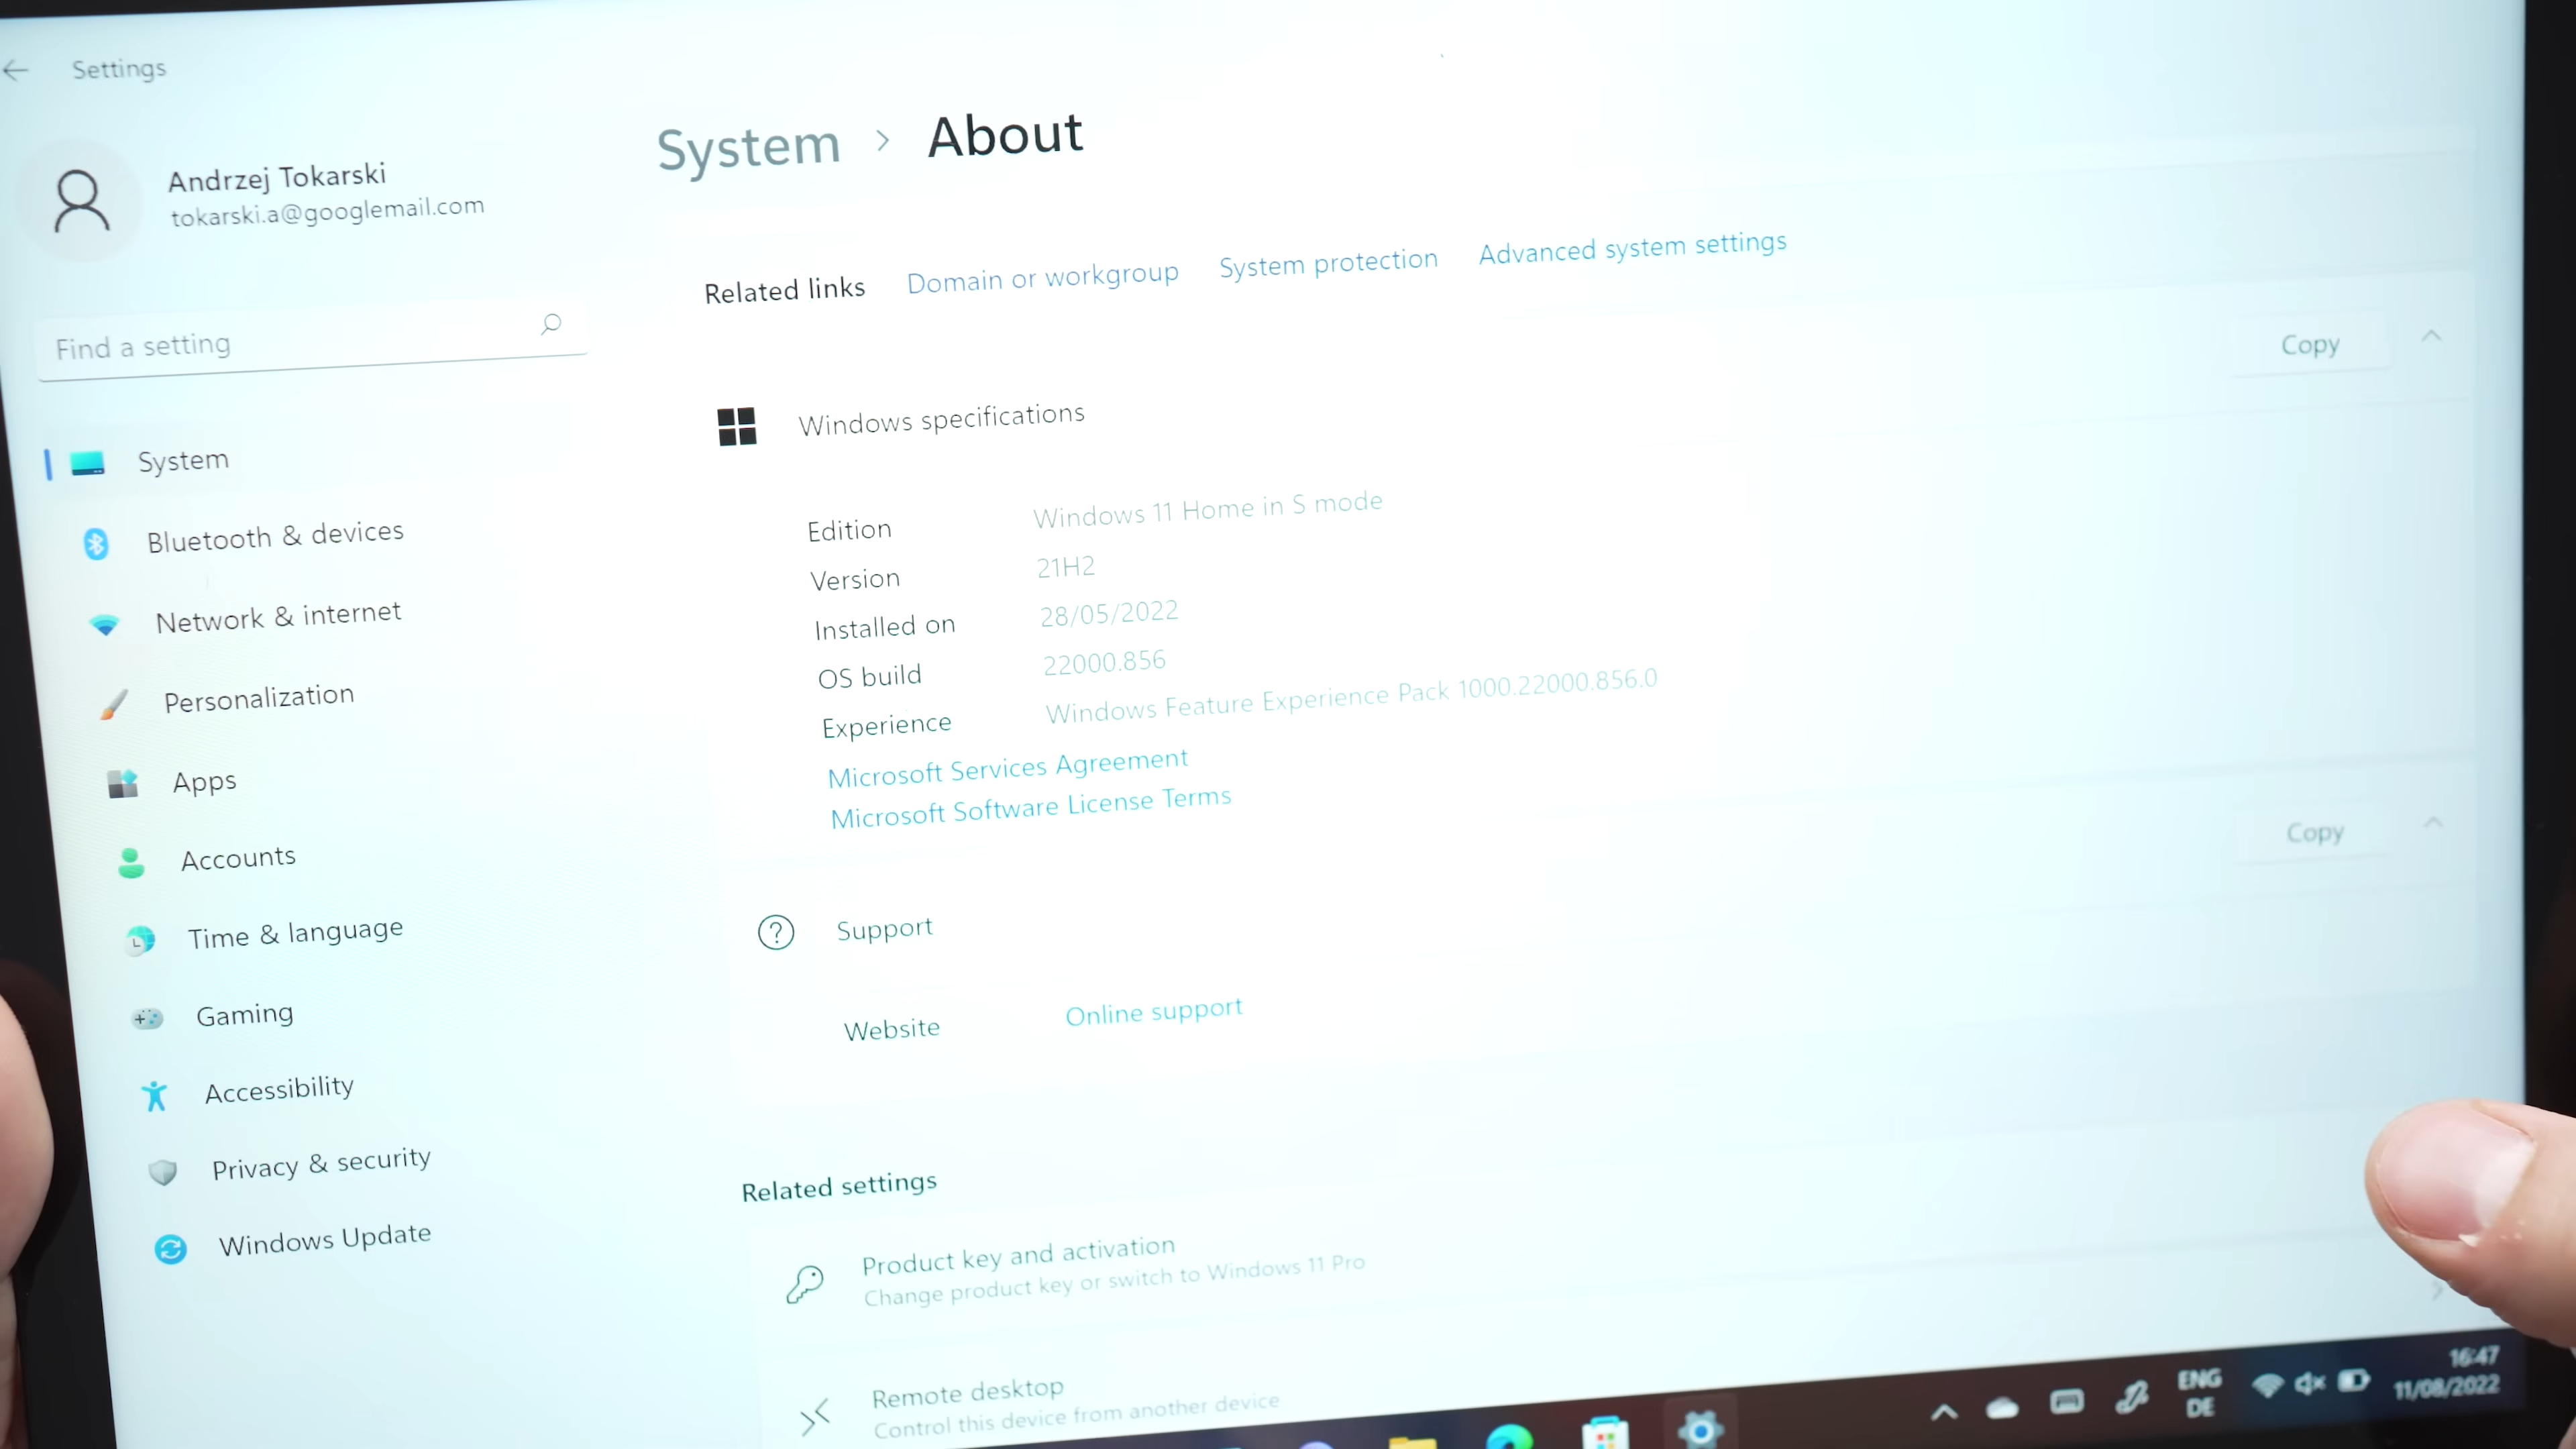 Settings
Andrzej Tokarski
tokarski.a@googlemail.com
Find a setting
System
Bluetooth & devices
Network & internet
Personalization
Apps
Accounts
Time & language
Gaming
Accessibility
Privacy & security
Windows Update
System > About
Related links Domain or workgroup System protection Advanced system settings
Windows specifications Copy
Edition Windows 11 Home in S mode
Version 21H2
Installed on 28/05/2022
OS build 22000.856
Experience Windows Feature Experience Pack 1000.22000.856.0
Microsoft Services Agreement
Microsoft Software License Terms
Support Copy
Website Online support
Related settings
Product key and activation
Change product key or switch to Windows 11 Pro
Remote desktop
Control this device from another device
ENG
DE
16:47
11/08/2022